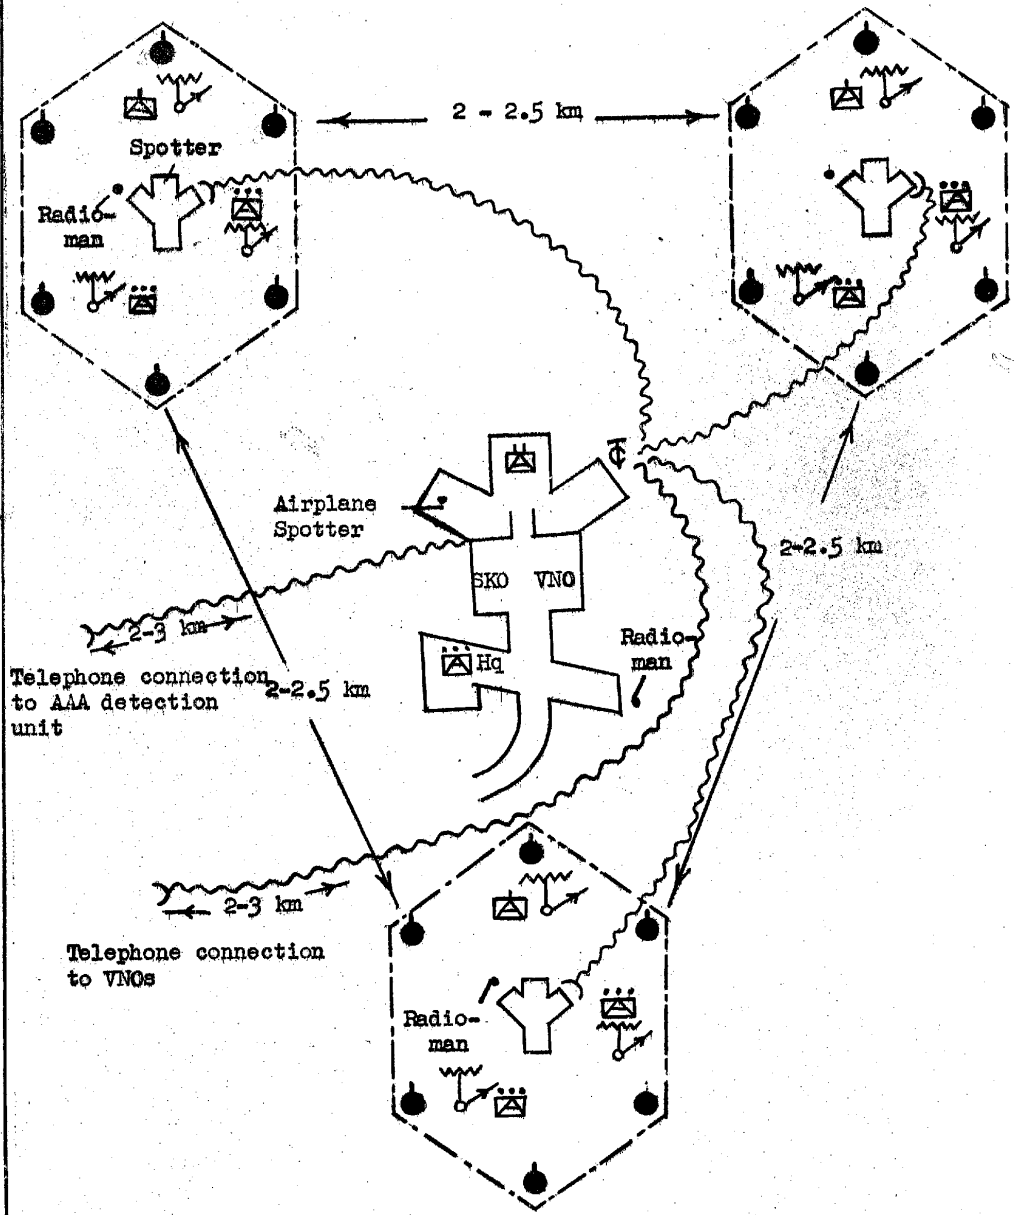 2 - 2.5 km
Spotter
Radio-
man
Airplane
Spotter
2-2.5 km
SKO VNO
2-3 km
Radio-
man
Hq
Telephone connection
to AAA detection
unit
2-2.5 km
2-3 km
Telephone connection
to VNOs
Radio-
man